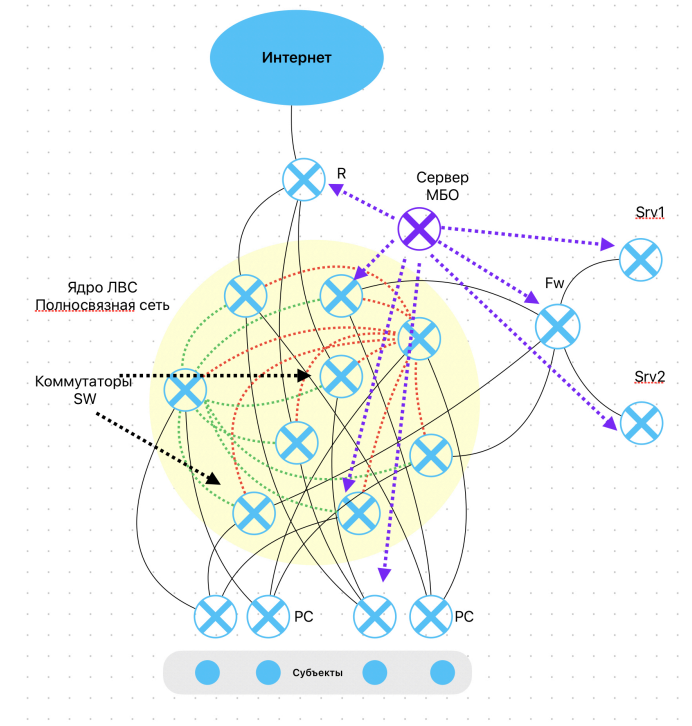 Интернет
R
Сервер
МБО
Srv1
Fw
Ядро ЛВС
Полносвязная сеть
Коммутаторы
SW
Srv2
PC
PC
Субъекты